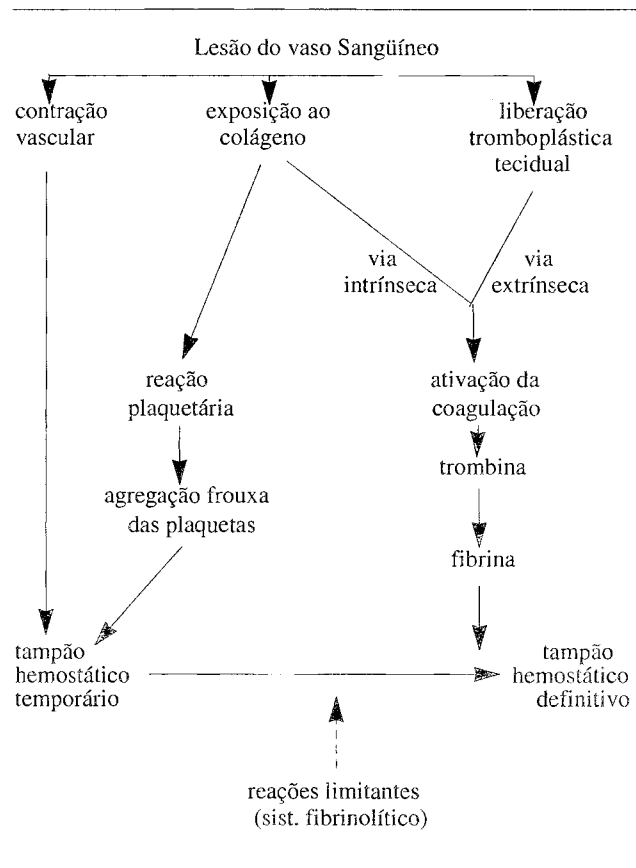 Lesão do vaso Sangüíneo
contração
vascular
exposição ao
colágeno
liberação
tromboplástica
tecidual
via
intrínseca
via
extrínseca
reação
plaquetária
ativação da
coagulação
trombina
agregação frouxa
das plaquetas
fibrina
tampão
hemostático
temporário
tampão
hemostático
definitivo
reações limitantes
(sist. fibrinolítico)